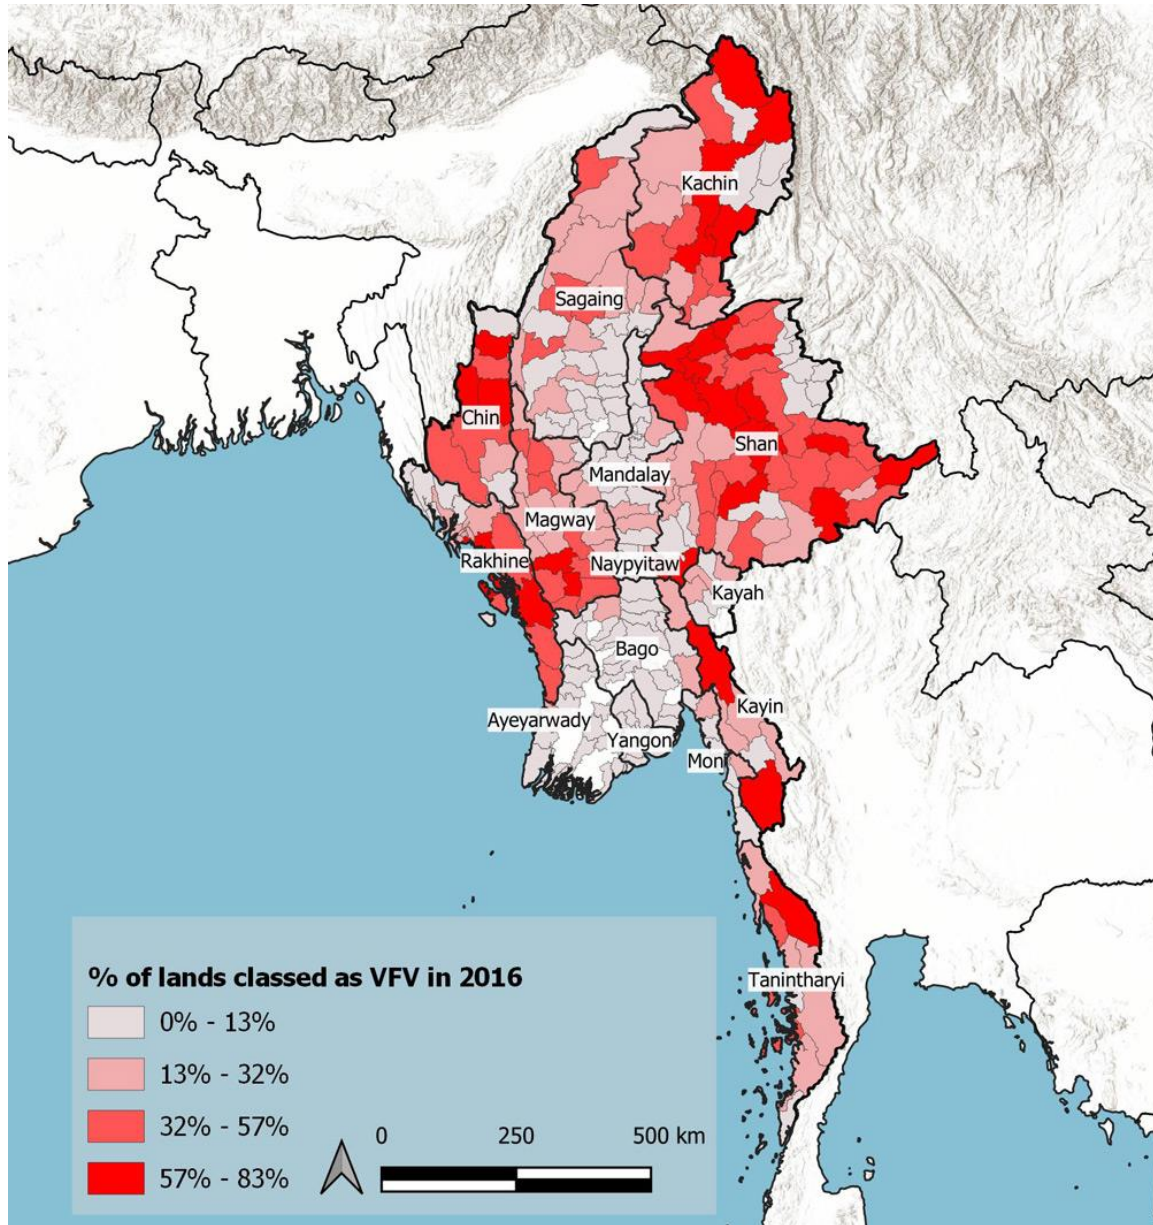 Kachin
Sagaing
Chin
Shan
Mandalay
Magway
Rakhine
Naypyitaw
Kayah
Bago
Kayin
Ayeyarwady
Yangon
Mon
Tanintharyi
% of lands classed as VFV in 2016
0% - 13%
13% - 32%
32% - 57%
57% - 83%
0 250 500 km